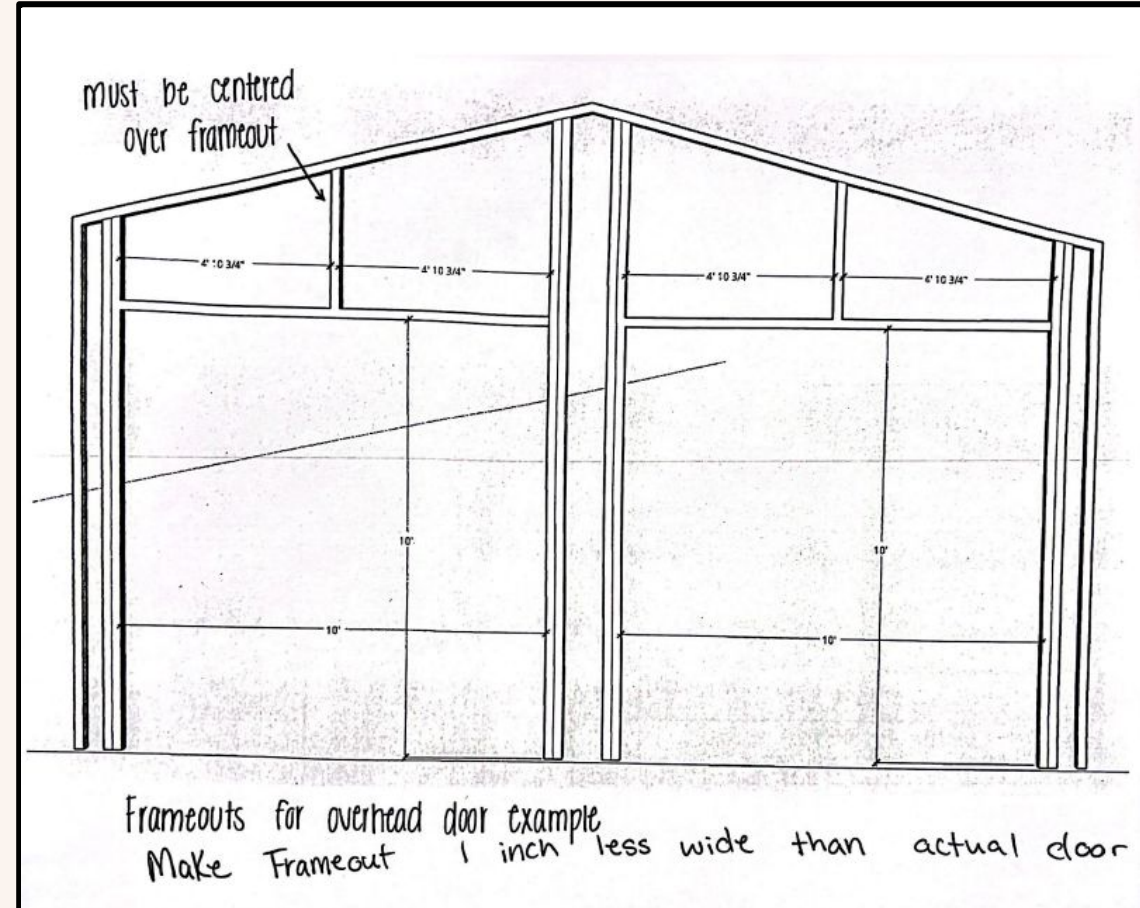 must be centered
over frameout
4' 10 3/4"
4' 10 3/4"
4' 10 3/4"
4' 10 3/4"
10'
10'
10'
10'
Frameouts for overhead door example
Make Frameout 1 inch less wide than actual door